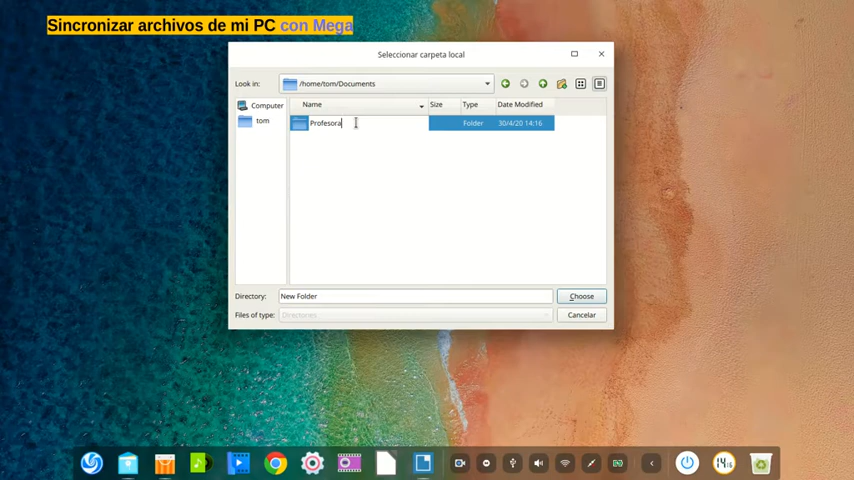 Sincronizar archivos de mi PC con Mega
Seleccionar carpeta local
Look in: /home/tom/Documents
Name Size Type Date Modified
Computer
tom
Profesora Folder 30/4/20 14:16
Directory: New Folder Choose
Files of type: Directories Cancelar